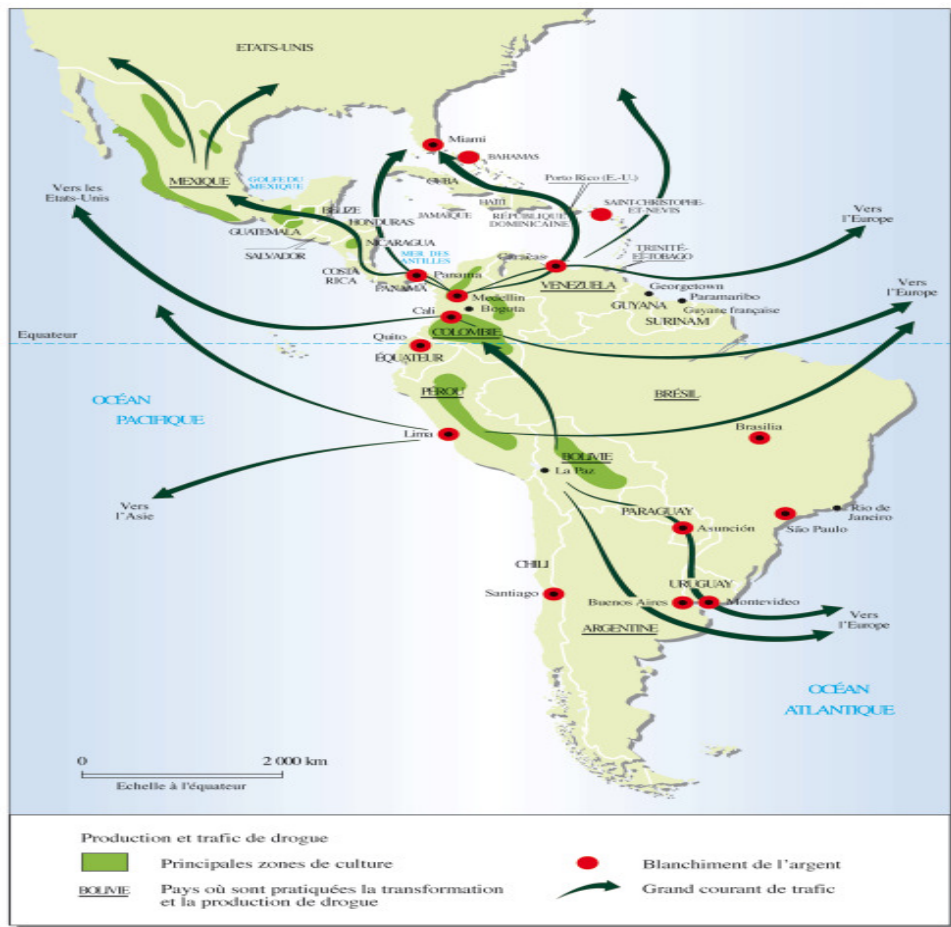 ETATS-UNIS
Miami
BAHAMAS
GOLFE DU
MEXIQUE
MEXIQUE
CUBA
Porto Rico (E.-U.)
Vers les
Etats-Unis
HAÏTI
SAINT-CHRISTOPHE-
ET-NEVIS
BÉLIZE
JAMAÏQUE
RÉPUBLIQUE
DOMINICAINE
HONDURAS
Vers
l'Europe
GUATEMALA
NICARAGUA
SALVADOR
MER DES
ANTILLES
TRINITÉ-
ET-TOBAGO
COSTA
RICA
Panama
Caracas
PANAMÁ
VENEZUELA
Georgetown
Vers
l'Europe
Medellin
GUYANA
Paramaribo
Cali
Bogota
Guyane française
SURINAM
Equateur
COLOMBIE
Quito
ÉQUATEUR
OCÉAN
PACIFIQUE
PÉROU
BRÉSIL
Lima
Brasilia
BOLIVIE
La Paz
Vers
l'Asie
PARAGUAY
Rio de
Janeiro
Asunción
São Paulo
CHILI
URUGUAY
Santiago
Buenos Aires
Montevideo
Vers
l'Europe
ARGENTINE
OCÉAN
ATLANTIQUE
0 2 000 km
Echelle à l'équateur
Production et trafic de drogue
Principales zones de culture
Blanchiment de l'argent
BOLIVIE
Pays où sont pratiquées la transformation
et la production de drogue
Grand courant de trafic